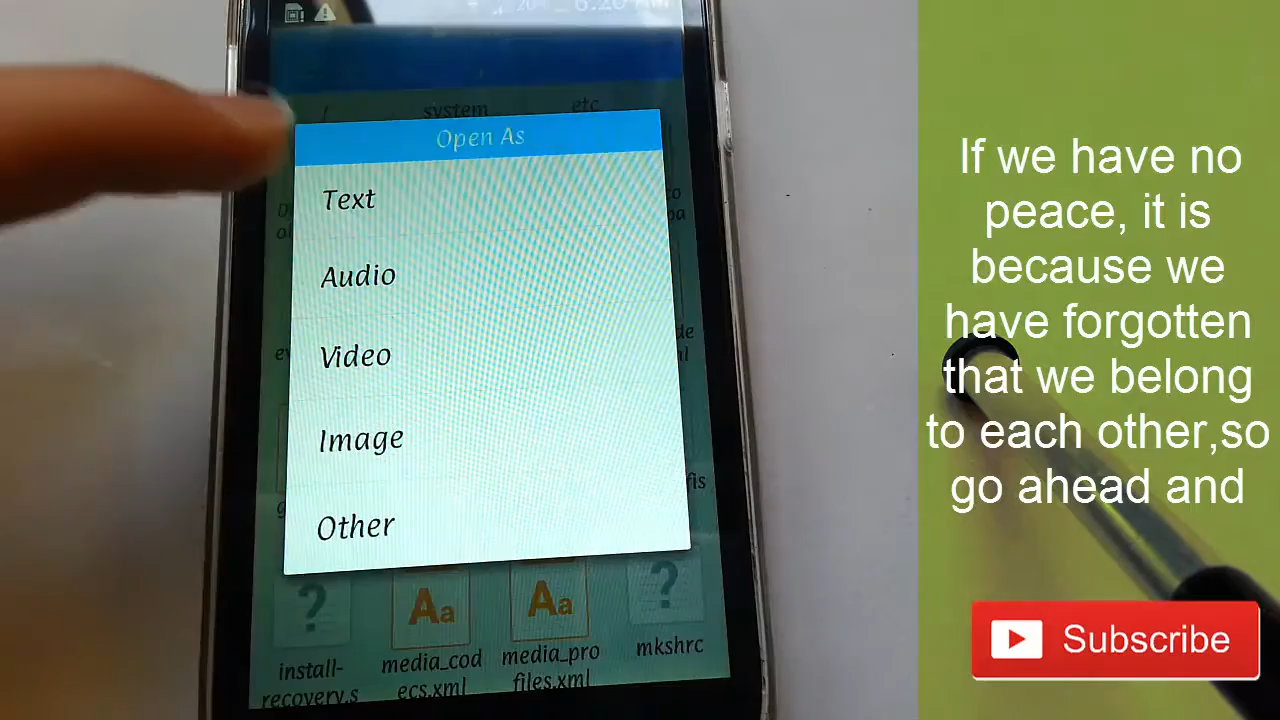 / system etc
Open As
Text
Audio
Video
Image
Other
install-
recovery.s
media_cod
ecs.xml
media_pro
files.xml
mkshrc
If we have no
peace, it is
because we
have forgotten
that we belong
to each other,so
go ahead and
Subscribe